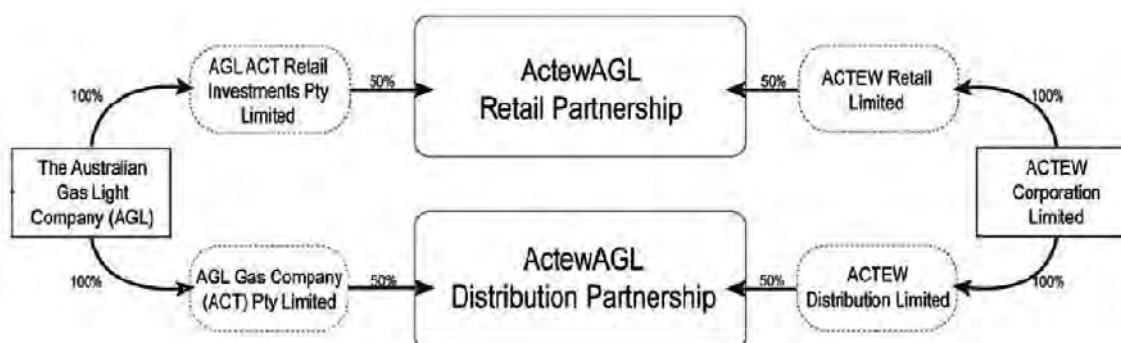 AGL ACT Retail
Investments Pty
Limited
100%
50%
ActewAGL
Retail Partnership
50%
ACTEW Retail
Limited
100%
The Australian
Gas Light
Company (AGL)
ACTEW
Corporation
Limited
100%
AGL Gas Company
(ACT) Pty Limited
50%
ActewAGL
Distribution Partnership
50%
ACTEW
Distribution Limited
100%